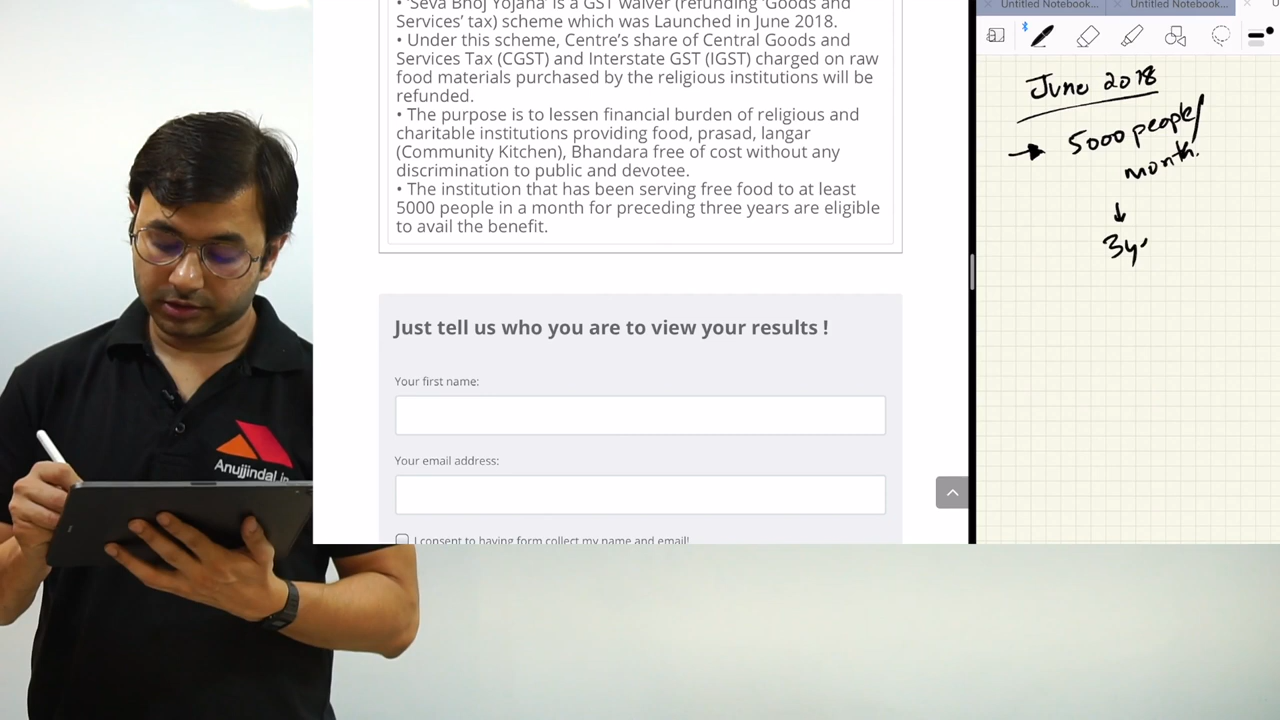 • ‘Seva Bhoj Yojana’ is a GST waiver (refunding ‘Goods and
Services’ tax) scheme which was Launched in June 2018.
• Under this scheme, Centre’s share of Central Goods and
Services Tax (CGST) and Interstate GST (IGST) charged on raw
food materials purchased by the religious institutions will be
refunded.
• The purpose is to lessen financial burden of religious and
charitable institutions providing food, prasad, langar
(Community Kitchen), Bhandara free of cost without any
discrimination to public and devotee.
• The institution that has been serving free food to at least
5000 people in a month for preceding three years are eligible
to avail the benefit.
Just tell us who you are to view your results !
Your first name:
Your email address:
I consent to having form collect my name and email!
Untitled Notebook...
Untitled Notebook...
June 2018
5000 people/
month.
3y
Anujjindal.in